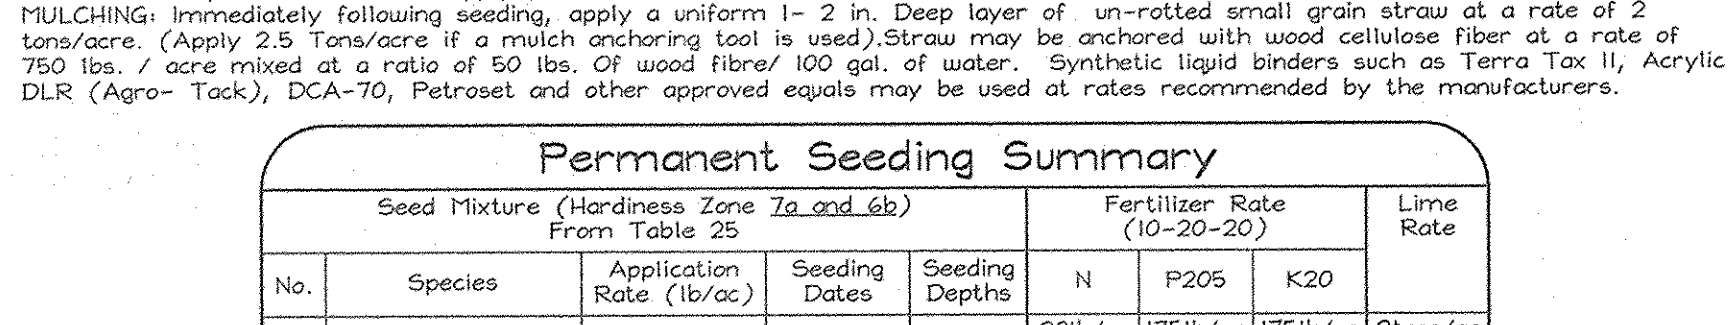 MULCHING: Immediately following seeding, apply a uniform 1- 2 in. Deep layer of un-rotted small grain straw at a rate of 2
tons/acre. (Apply 2.5 Tons/acre if a mulch anchoring tool is used).Straw may be anchored with wood cellulose fiber at a rate of
750 lbs. / acre mixed at a ratio of 50 lbs. Of wood fibre/ 100 gal. of water. Synthetic liquid binders such as Terra Tax II, Acrylic
DLR (Agro- Tack), DCA-70, Petroset and other approved equals may be used at rates recommended by the manufacturers.
Permanent Seeding Summary
Seed Mixture (Hardiness Zone 7a and 6b)
From Table 25
Fertilizer Rate
(10-20-20)
Lime
Rate
No.
Species
Application
Rate (lb/ac)
Seeding
Dates
Seeding
Depths
N
P205
K20